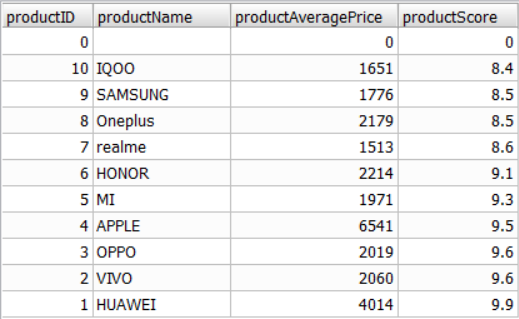 productID productName productAveragePrice productScore
0 0 0
10 IQOO 1651 8.4
9 SAMSUNG 1776 8.5
8 Oneplus 2179 8.5
7 realme 1513 8.6
6 HONOR 2214 9.1
5 MI 1971 9.3
4 APPLE 6541 9.5
3 OPPO 2019 9.6
2 VIVO 2060 9.6
1 HUAWEI 4014 9.9